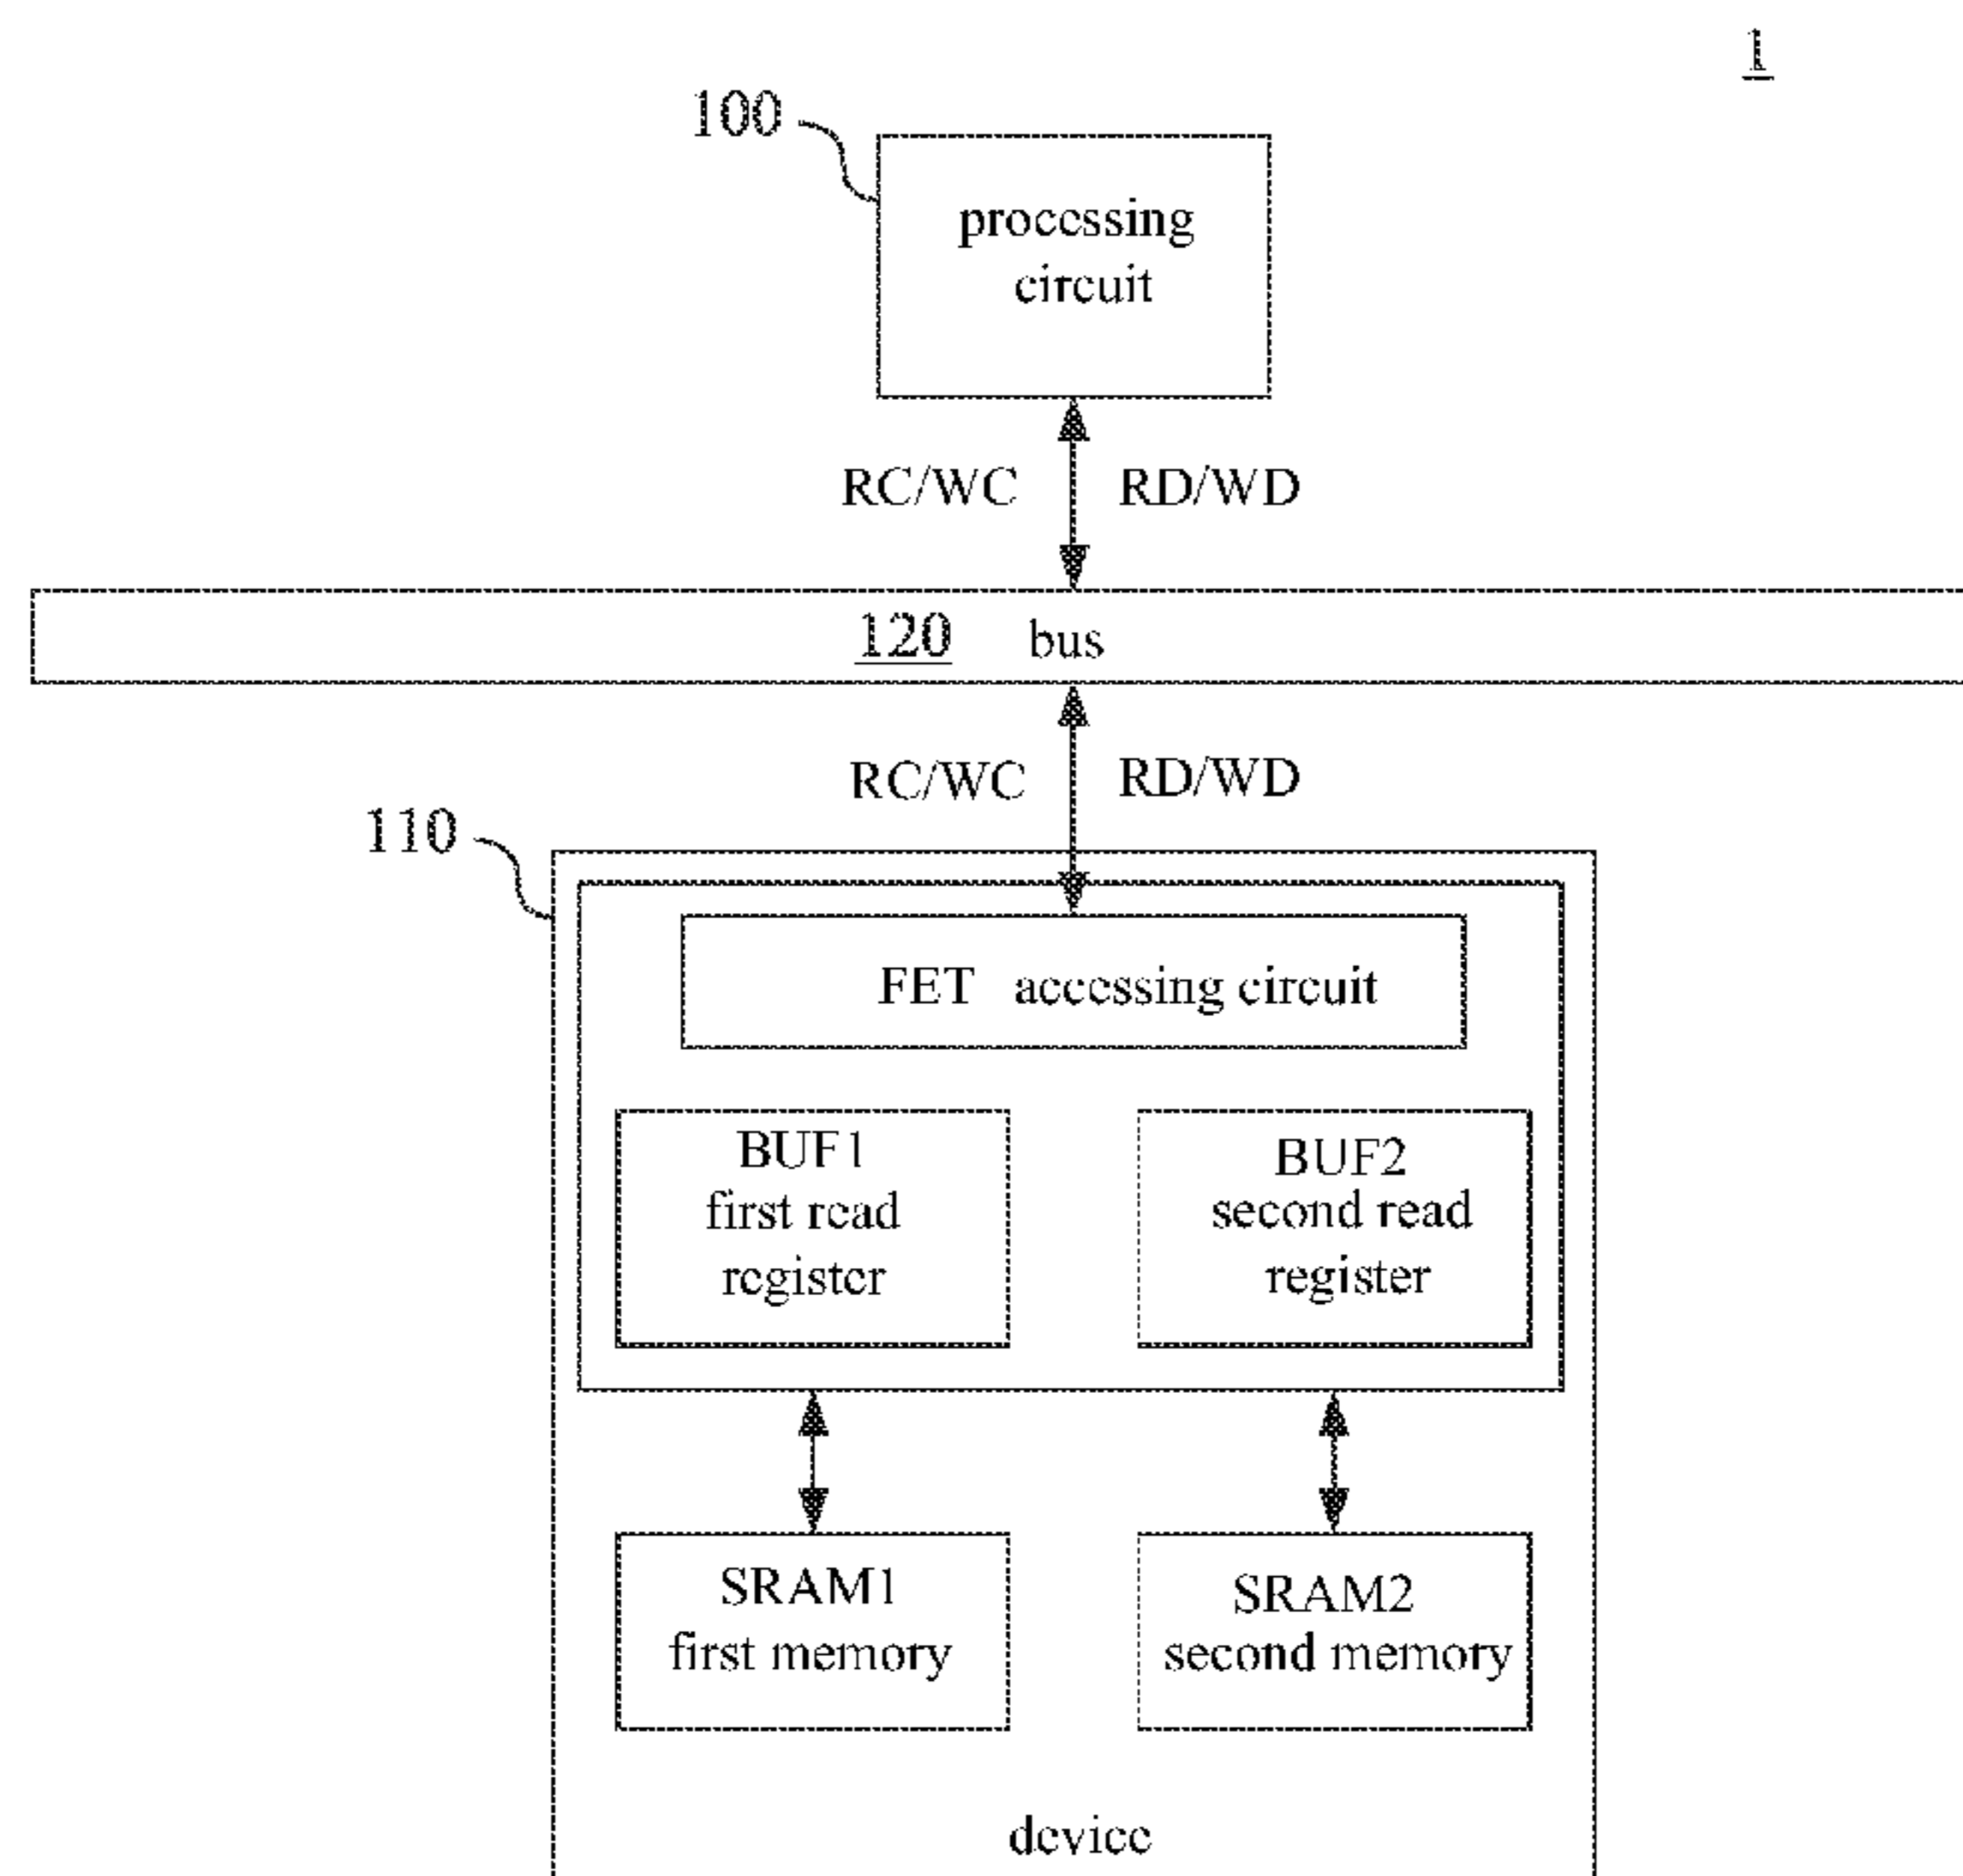 1
100
processing
circuit
RC/WC RD/WD
120 bus
RC/WC RD/WD
110
FET accessing circuit
BUF1
first read
register
BUF2
second read
register
SRAM1
first memory
SRAM2
second memory
device